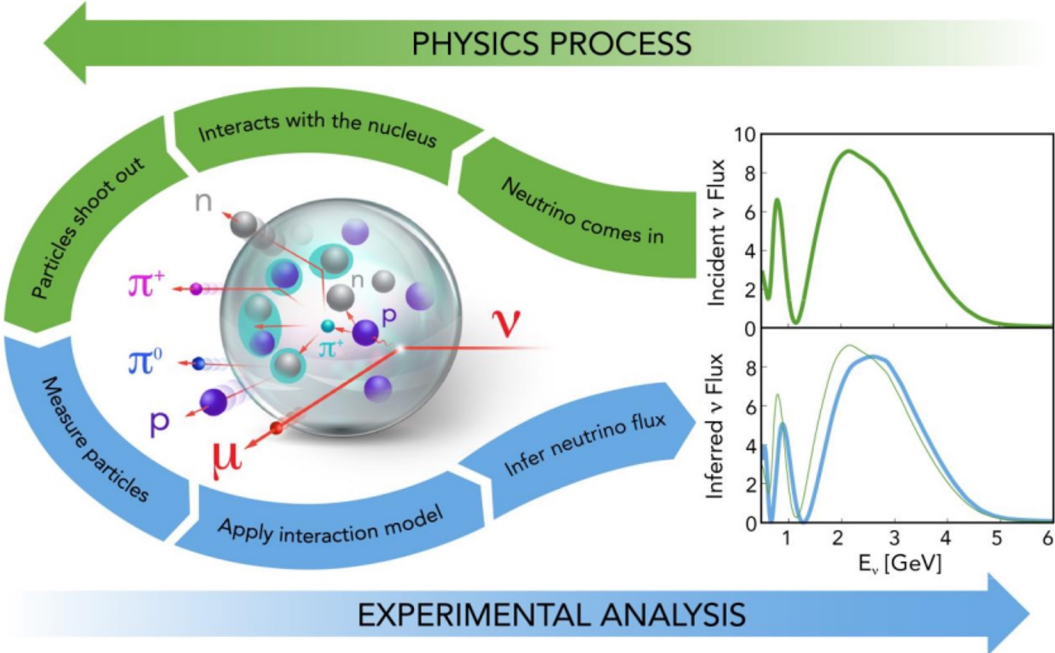 PHYSICS PROCESS
Neutrino comes in
Interacts with the nucleus
Particles shoot out
n
π⁺
π⁰
p
μ
n
p
π⁺
ν
Measure particles
Apply interaction model
Infer neutrino flux
Incident ν Flux
10
8
6
4
2
0
Inferred ν Flux
8
6
4
2
0
1 2 3 4 5 6
Eᵥ [GeV]
EXPERIMENTAL ANALYSIS